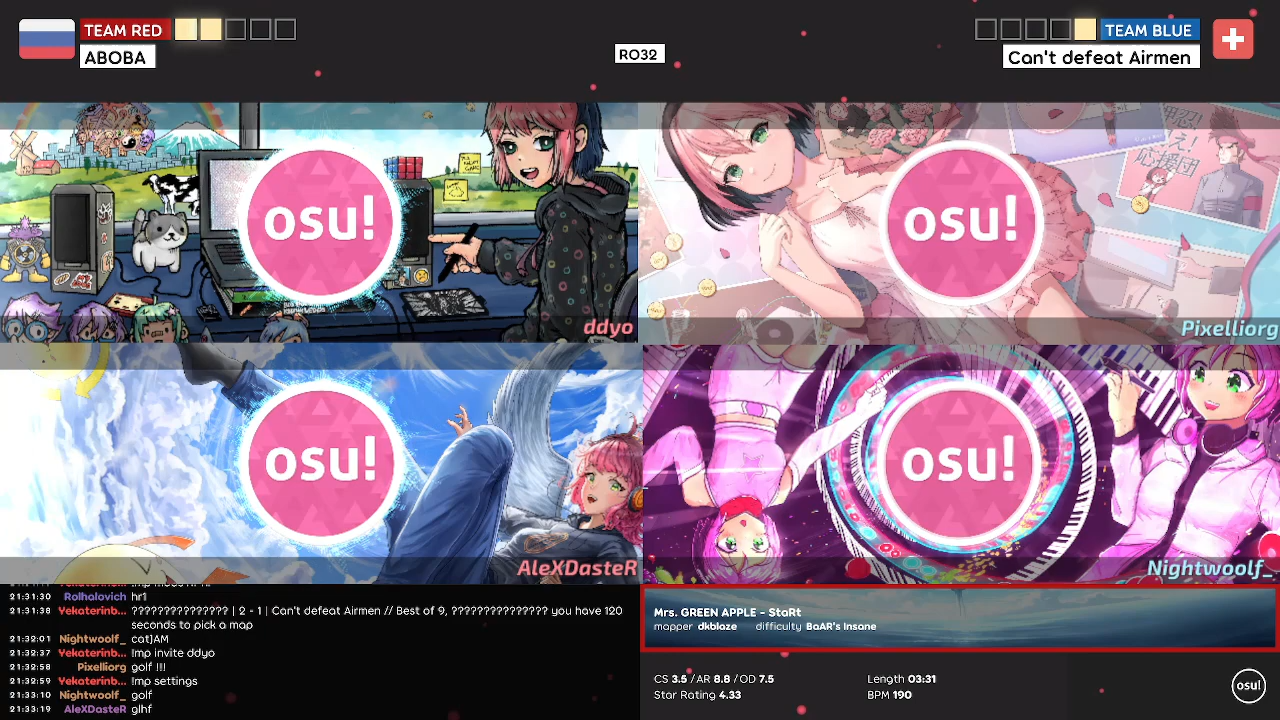 TEAM RED
ABOBA
RO32
TEAM BLUE
Can't defeat Airmen
osu!
ddyo
osu!
Pixelliorg
osu!
AleXDasteR
osu!
Nightwoolf_
21:31:30 Rolhalovich hr1
21:31:38 Yekaterinb... ??????????????? | 2 - 1 | Can't defeat Airmen // Best of 9, ??????????????? you have 120
seconds to pick a map
21:32:01 Nightwoolf_ catJAM
21:32:37 Yekaterinb... !mp invite ddyo
21:32:58 Pixelliorg golf !!!
21:32:59 Yekaterinb... !mp settings
21:33:10 Nightwoolf_ golf
21:33:19 AleXDasteR glhf
Mrs. GREEN APPLE - StaRt
mapper dkblaze difficulty BaAR's Insane
CS 3.5 / AR 8.8 / OD 7.5
Star Rating 4.33
Length 03:31
BPM 190
osu!